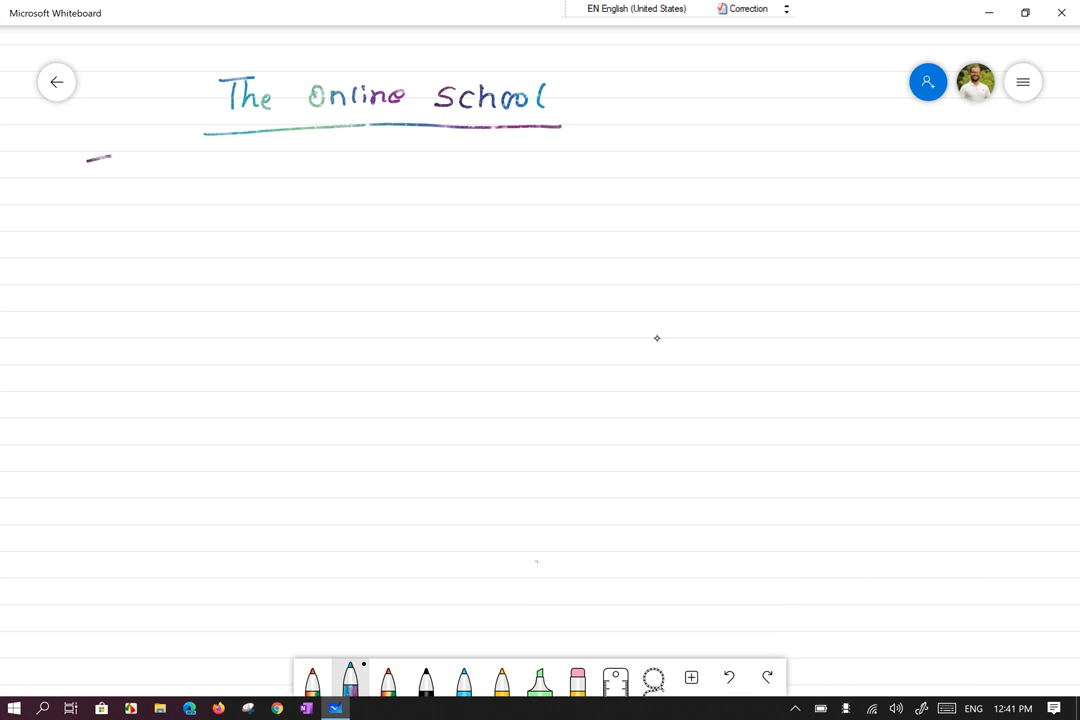 Microsoft Whiteboard
EN English (United States) Correction
The Online School
ENG 12:41 PM